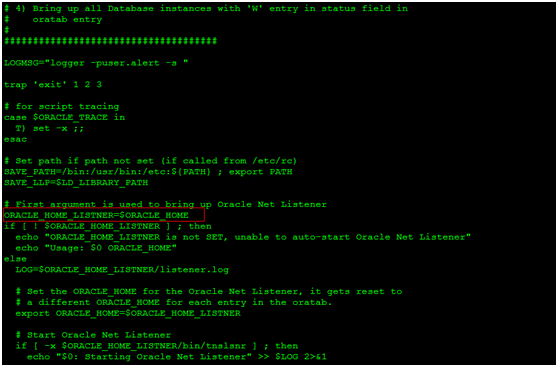 # 4) Bring up all Database instances with 'W' entry in status field in
#    oratab entry
#
#####################################
LOGMSG="logger -puser.alert -s "
trap 'exit' 1 2 3
# for script tracing
case $ORACLE_TRACE in
  T) set -x ;;
esac
# Set path if path not set (if called from /etc/rc)
SAVE_PATH=/bin:/usr/bin:/etc:${PATH} ; export PATH
SAVE_LLP=$LD_LIBRARY_PATH
# First argument is used to bring up Oracle Net Listener
ORACLE_HOME_LISTNER=$ORACLE_HOME
if [ ! $ORACLE_HOME_LISTNER ] ; then
  echo "ORACLE_HOME_LISTNER is not SET, unable to auto-start Oracle Net Listener"
  echo "Usage: $0 ORACLE_HOME"
else
  LOG=$ORACLE_HOME_LISTNER/listener.log
  # Set the ORACLE_HOME for the Oracle Net Listener, it gets reset to
  # a different ORACLE_HOME for each entry in the oratab.
  export ORACLE_HOME=$ORACLE_HOME_LISTNER
  # Start Oracle Net Listener
  if [ -x $ORACLE_HOME_LISTNER/bin/tnslsnr ] ; then
    echo "$0: Starting Oracle Net Listener" >> $LOG 2>&1